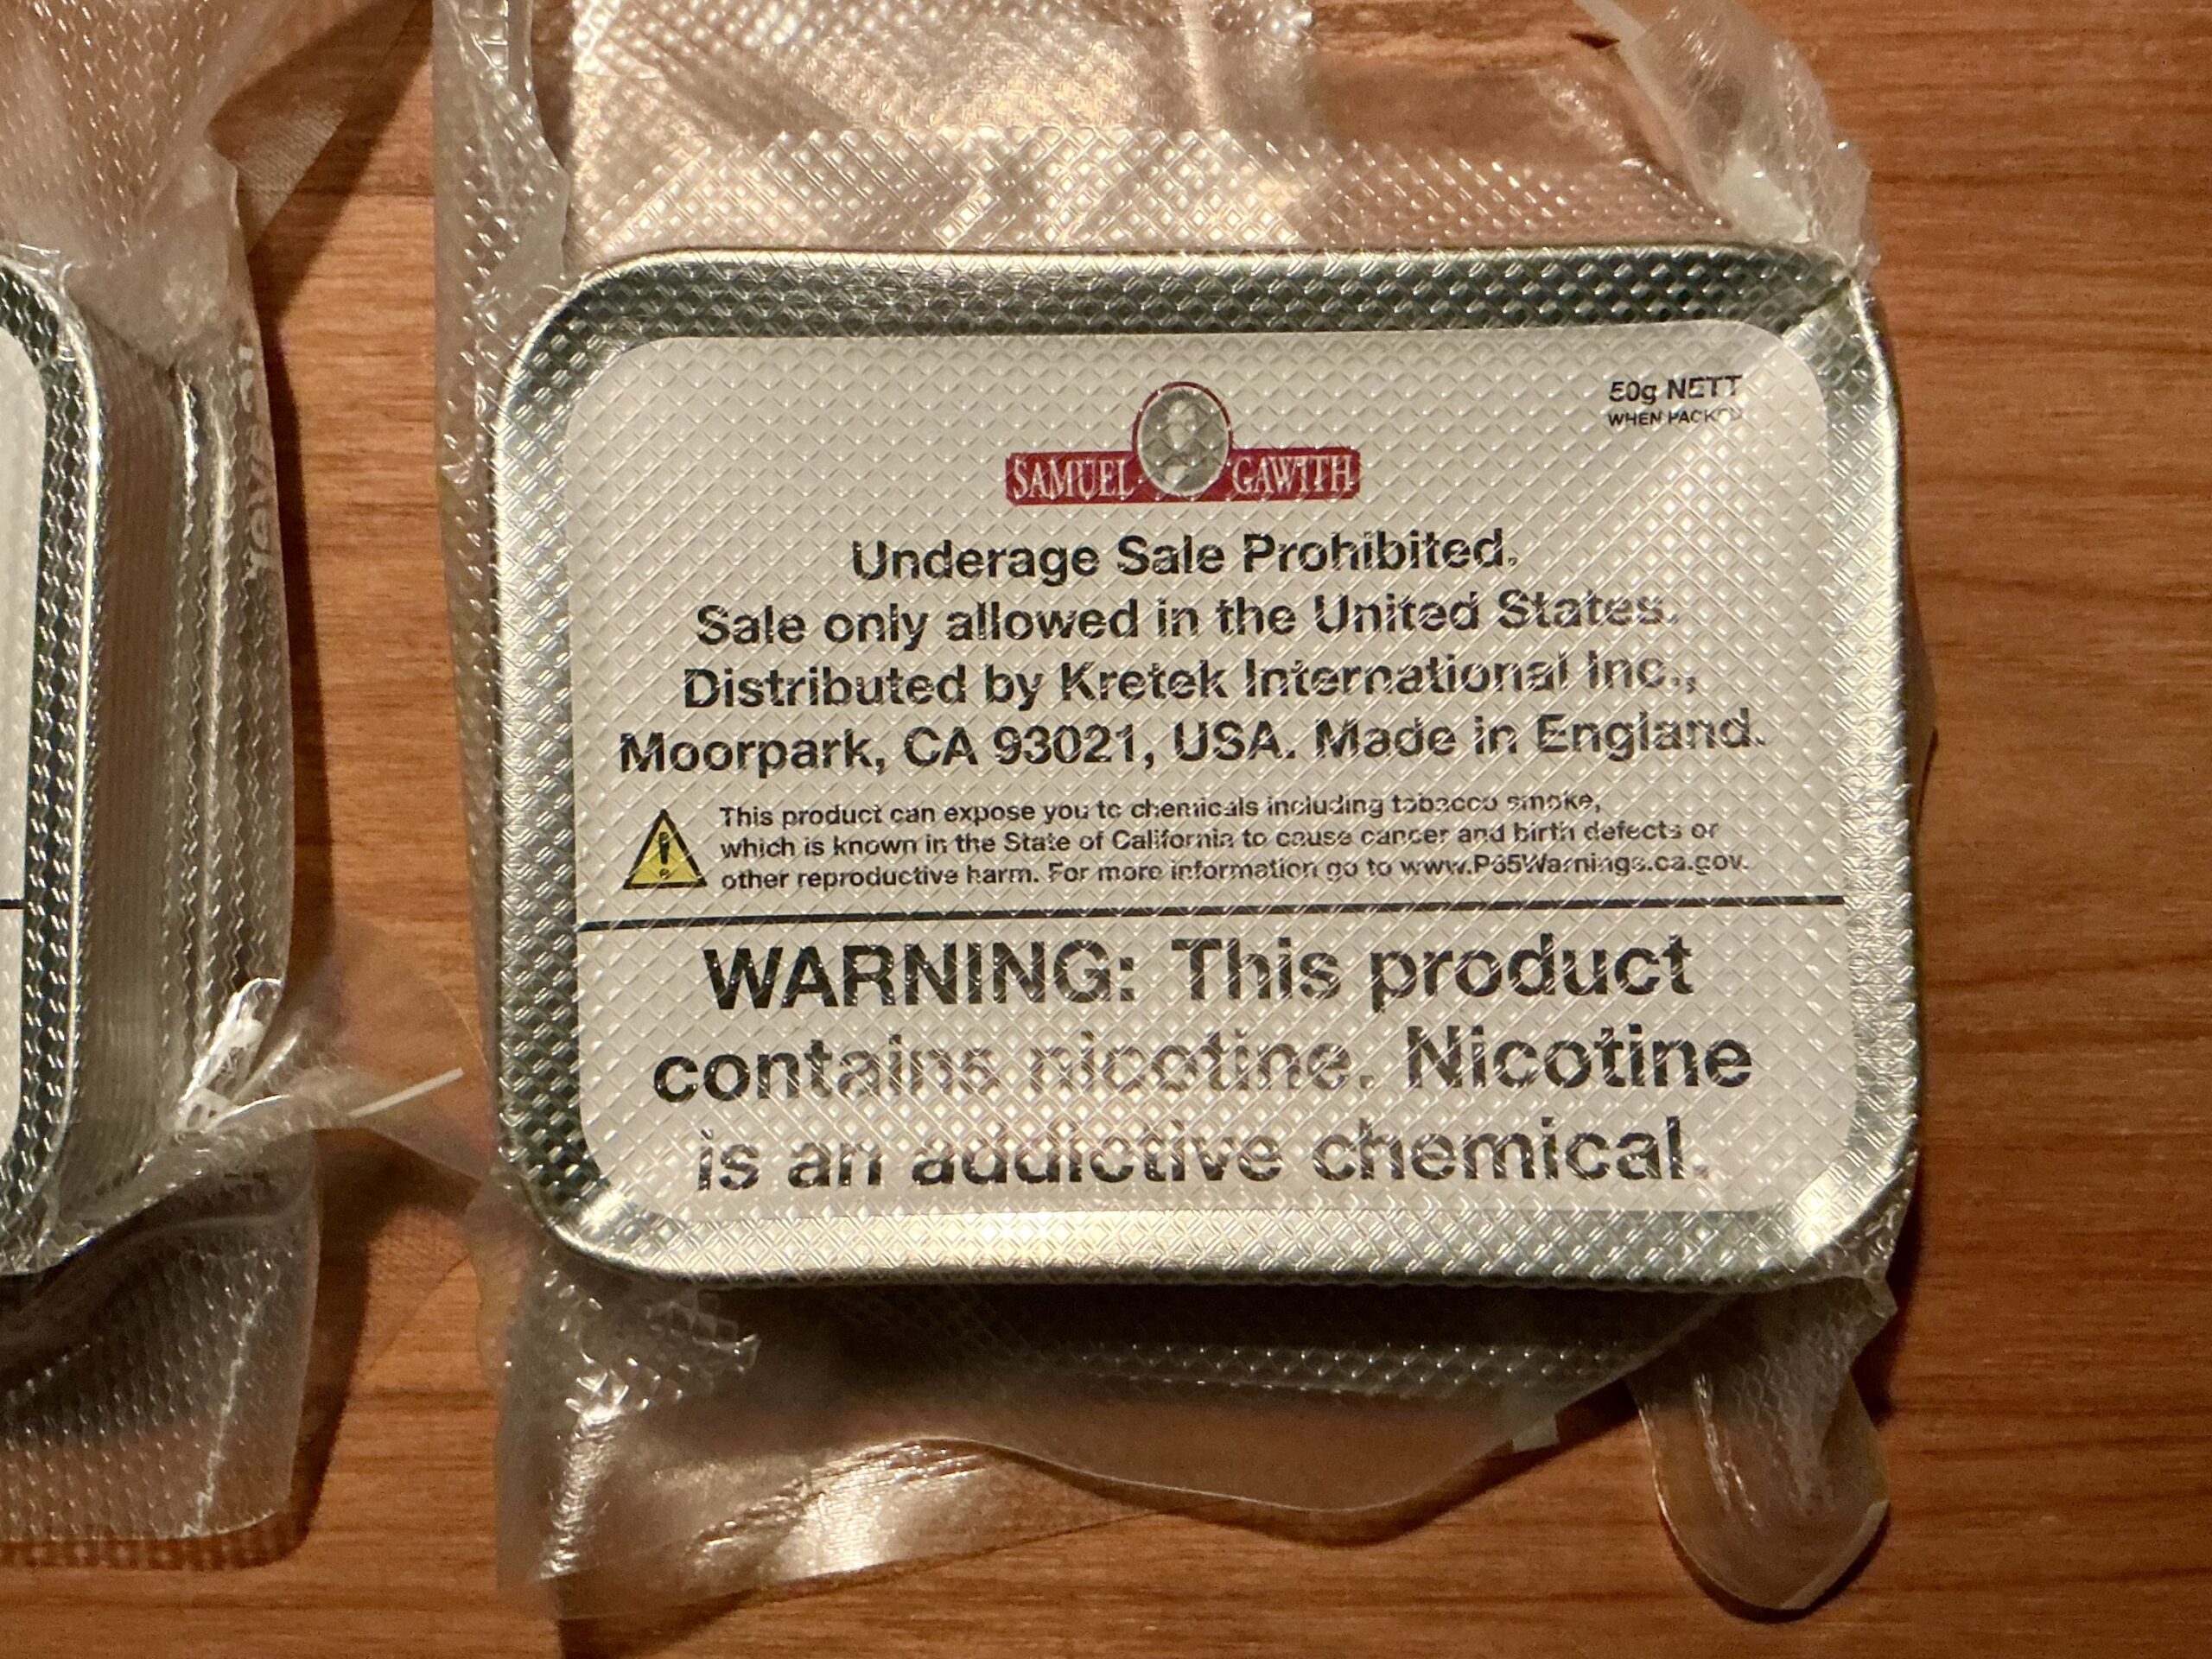 50g NETT
WHEN PACKED
SAMUEL GAWITH
Underage Sale Prohibited.
Sale only allowed in the United States.
Distributed by Kretek International Inc.,
Moorpark, CA 93021, USA. Made in England.
This product can expose you to chemicals including tobacco smoke,
which is known in the State of California to cause cancer and birth defects or
other reproductive harm. For more information go to www.P65Warnings.ca.gov.
WARNING: This product
contains nicotine. Nicotine
is an addictive chemical.